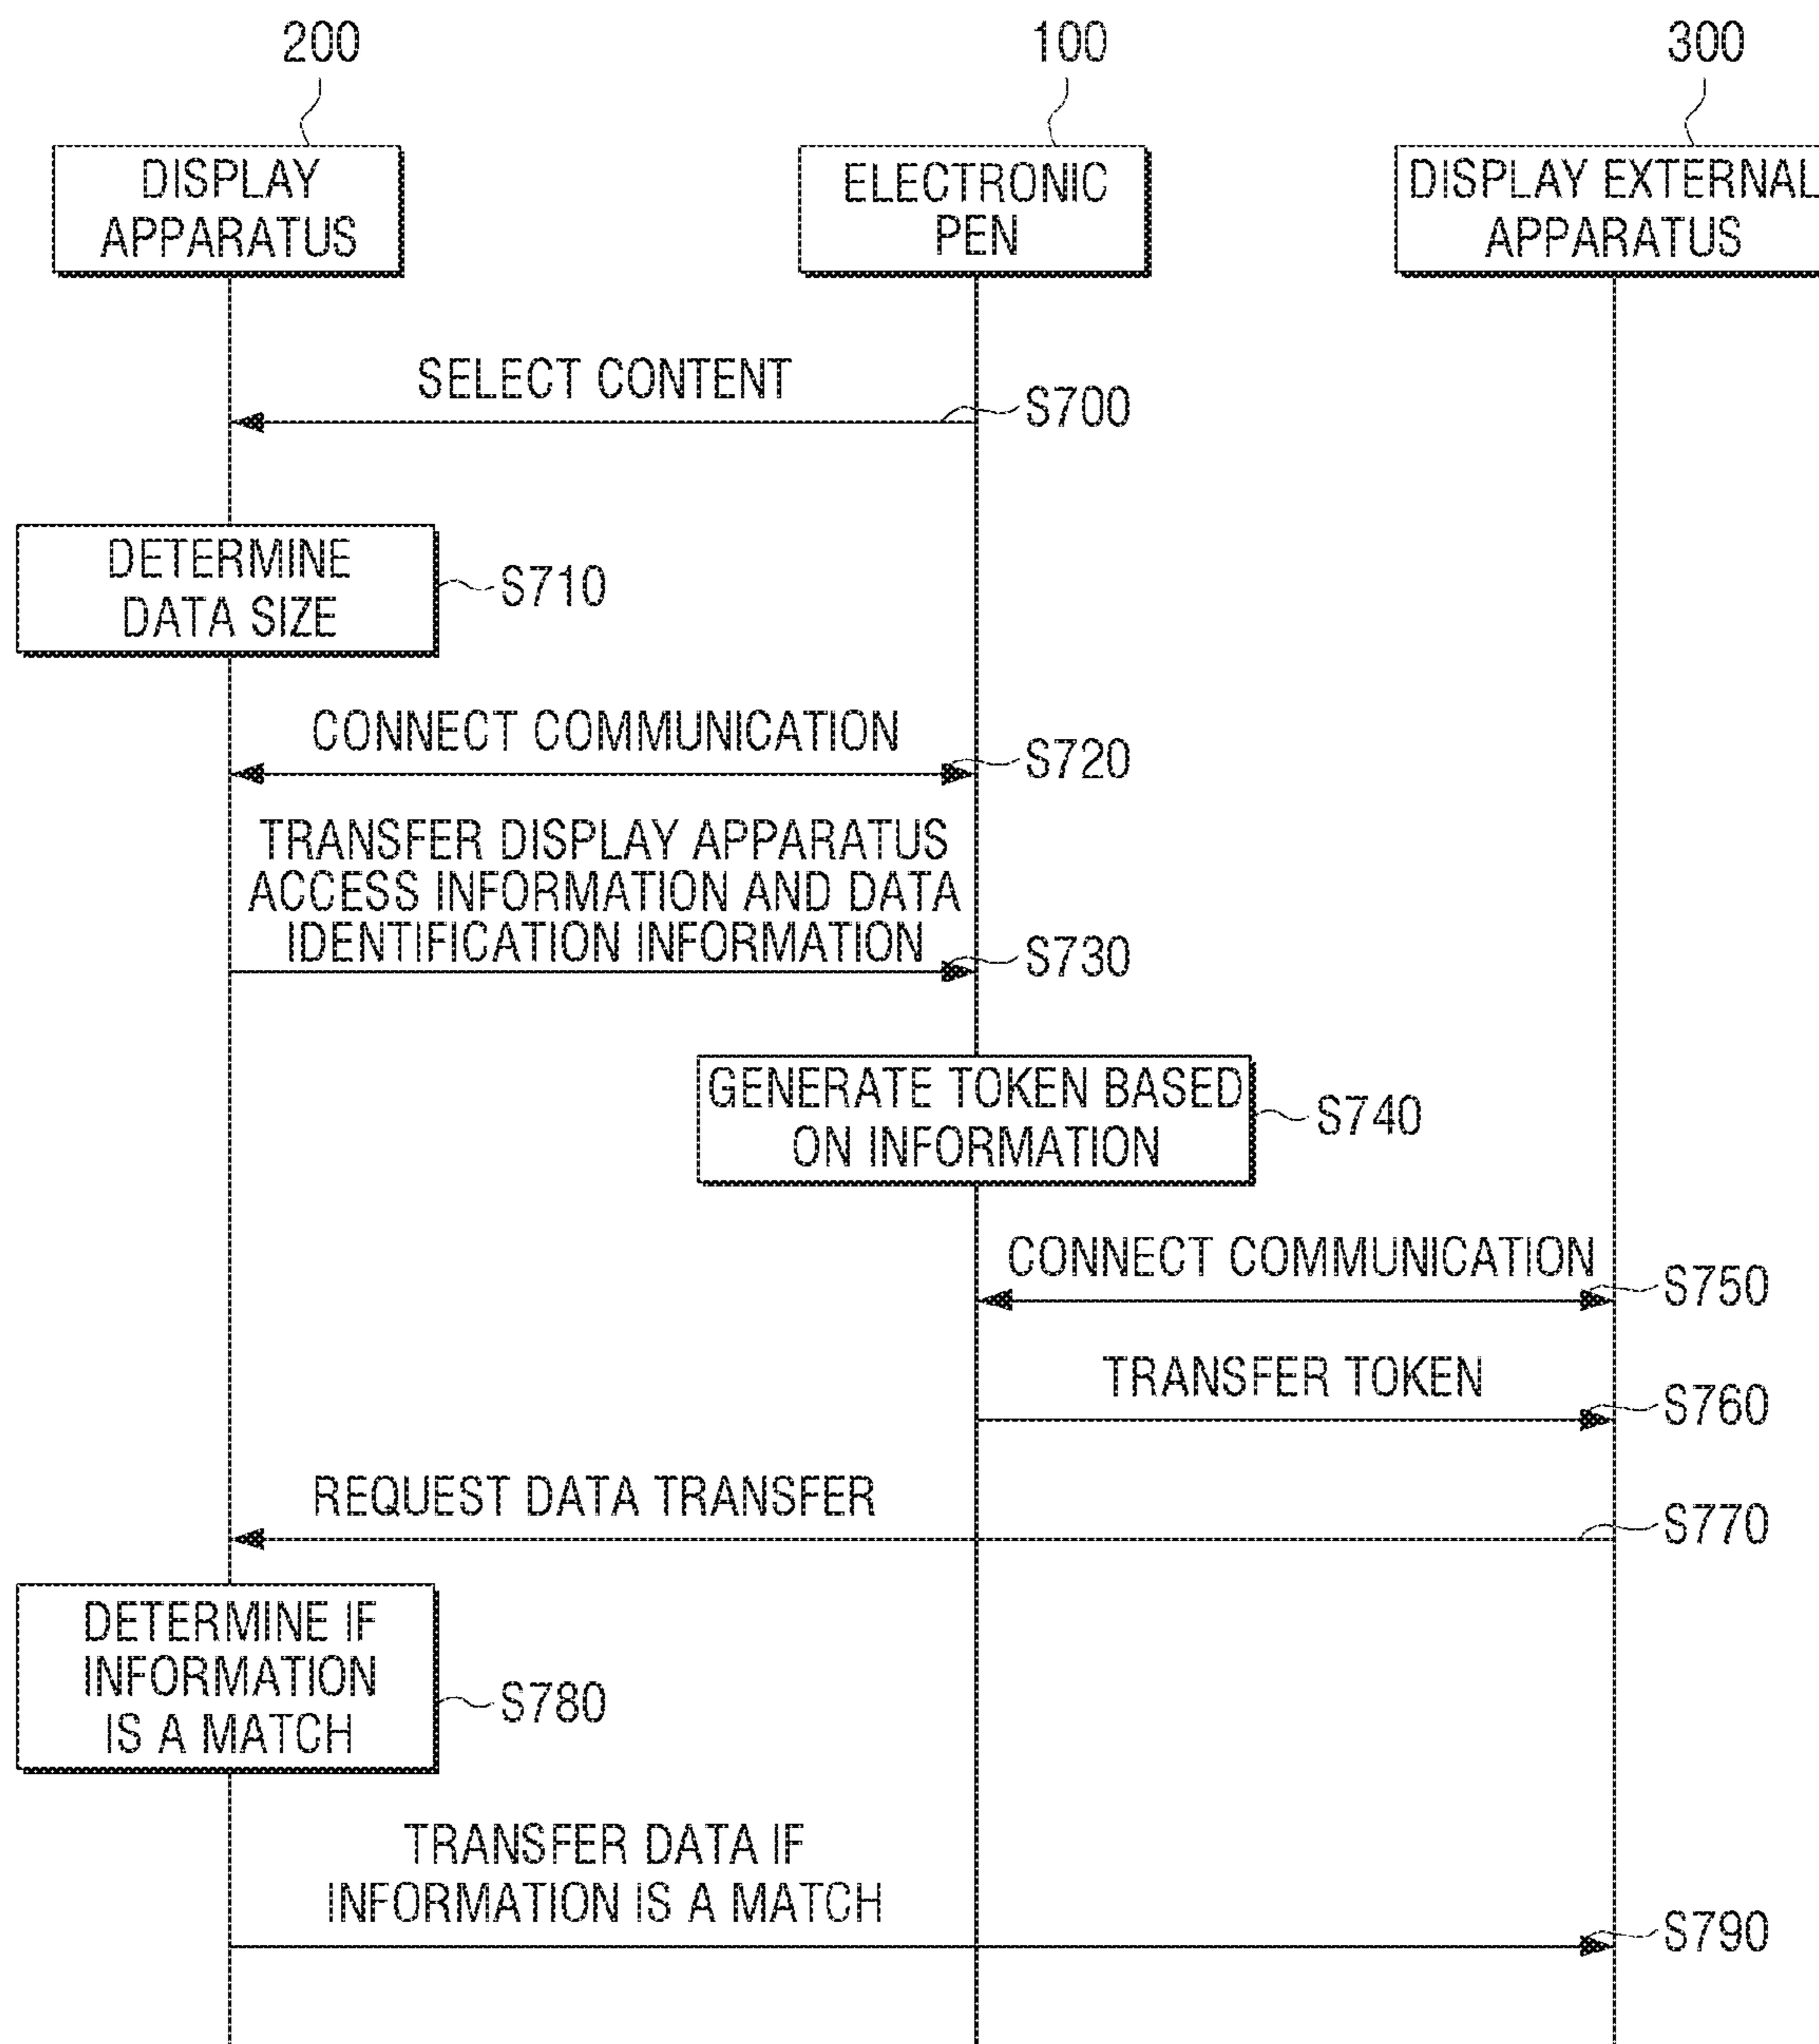 200
100
300
DISPLAY
APPARATUS
ELECTRONIC
PEN
DISPLAY EXTERNAL
APPARATUS
SELECT CONTENT
S700
DETERMINE
DATA SIZE
S710
CONNECT COMMUNICATION
S720
TRANSFER DISPLAY APPARATUS
ACCESS INFORMATION AND DATA
IDENTIFICATION INFORMATION
S730
GENERATE TOKEN BASED
ON INFORMATION
S740
CONNECT COMMUNICATION
S750
TRANSFER TOKEN
S760
REQUEST DATA TRANSFER
S770
DETERMINE IF
INFORMATION
IS A MATCH
S780
TRANSFER DATA IF
INFORMATION IS A MATCH
S790